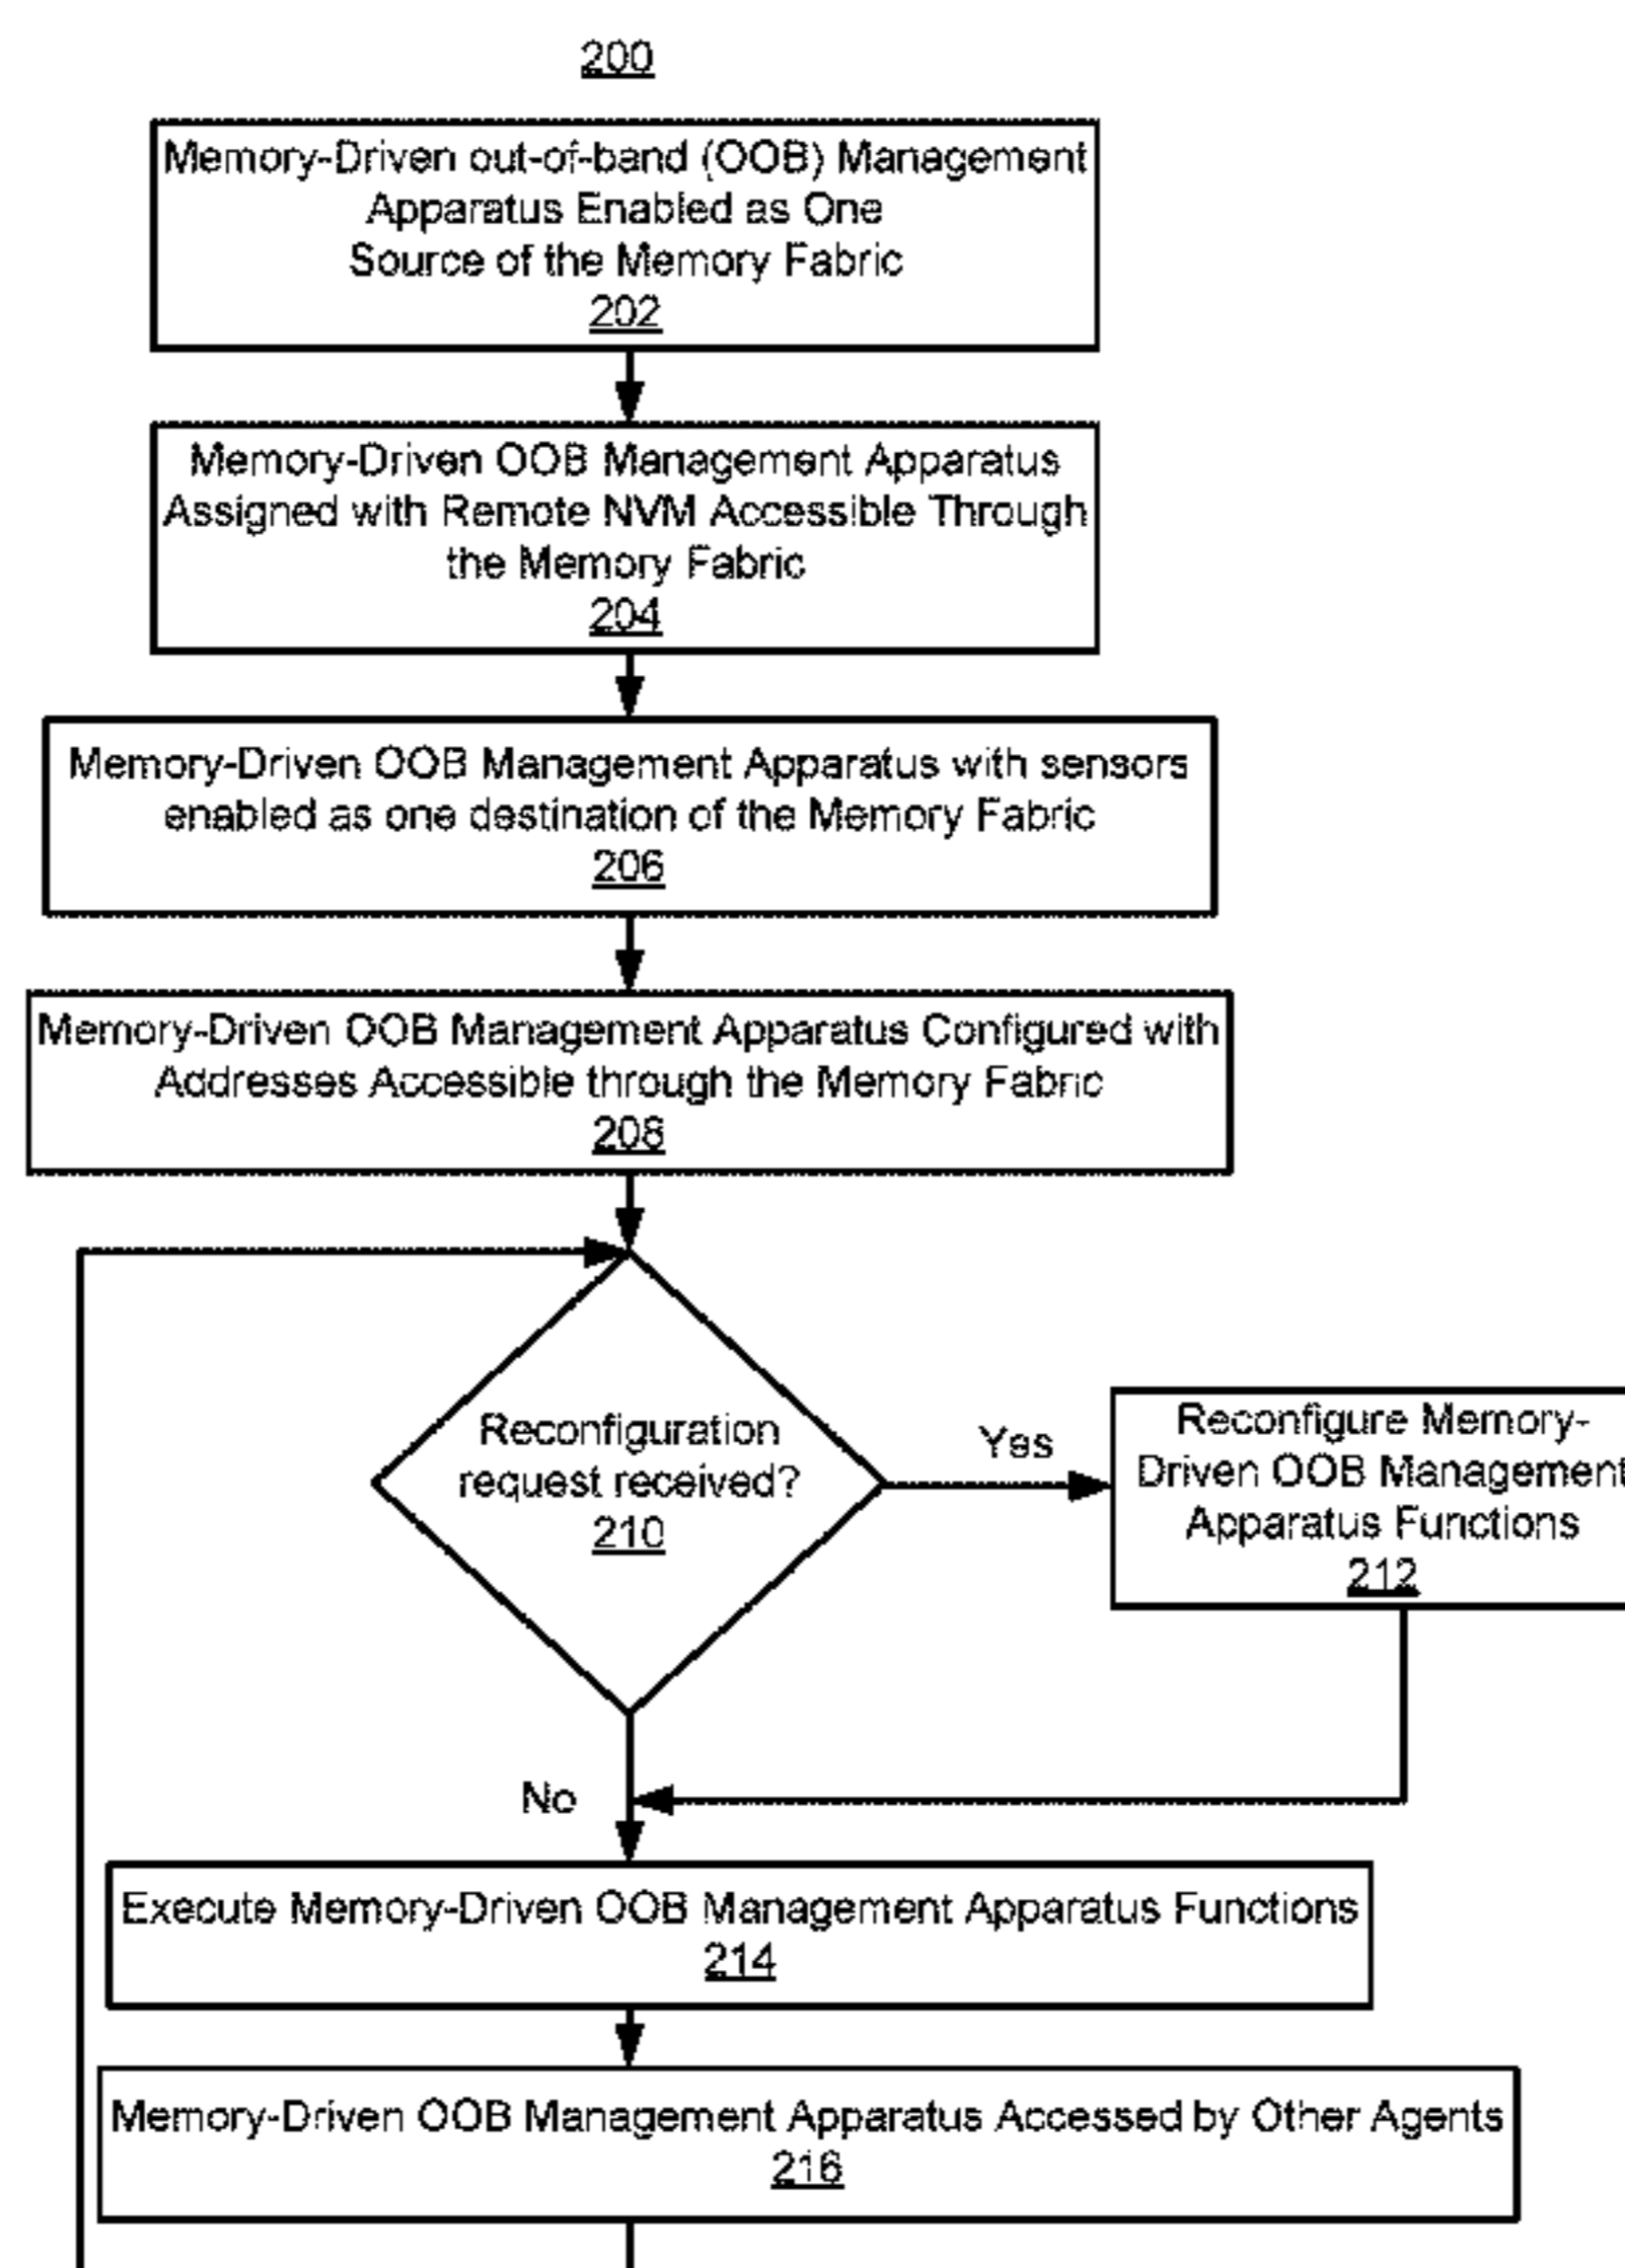 200
Memory-Driven out-of-band (OOB) Management
Apparatus Enabled as One
Source of the Memory Fabric
202
Memory-Driven OOB Management Apparatus
Assigned with Remote NVM Accessible Through
the Memory Fabric
204
Memory-Driven OOB Management Apparatus with sensors
enabled as one destination of the Memory Fabric
206
Memory-Driven OOB Management Apparatus Configured with
Addresses Accessible through the Memory Fabric
208
Reconfiguration
request received?
210
Yes
Reconfigure Memory-
Driven OOB Management
Apparatus Functions
212
No
Execute Memory-Driven OOB Management Apparatus Functions
214
Memory-Driven OOB Management Apparatus Accessed by Other Agents
216